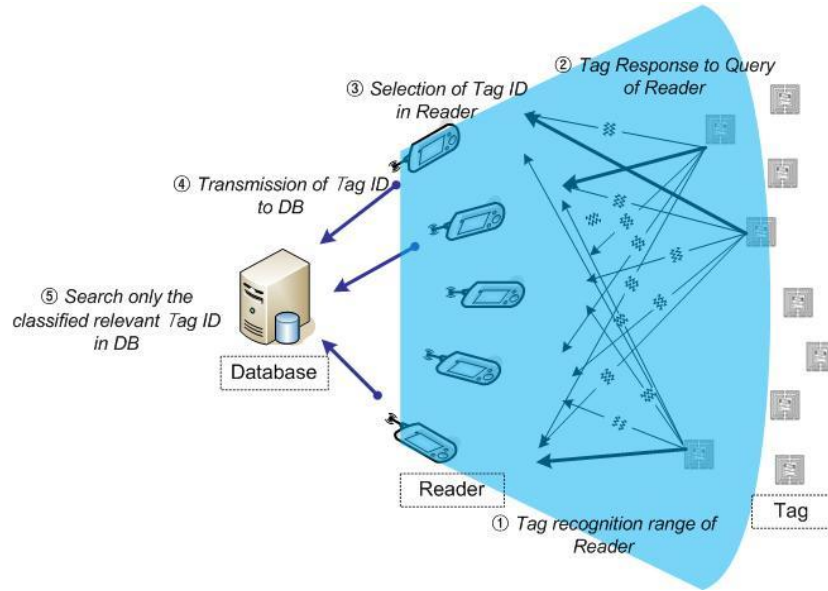 ② Tag Response to Query
of Reader
③ Selection of Tag ID
in Reader
④ Transmission of Tag ID
to DB
⑤ Search only the
classified relevant Tag ID
in DB
Database
Reader
Tag
① Tag recognition range of
Reader